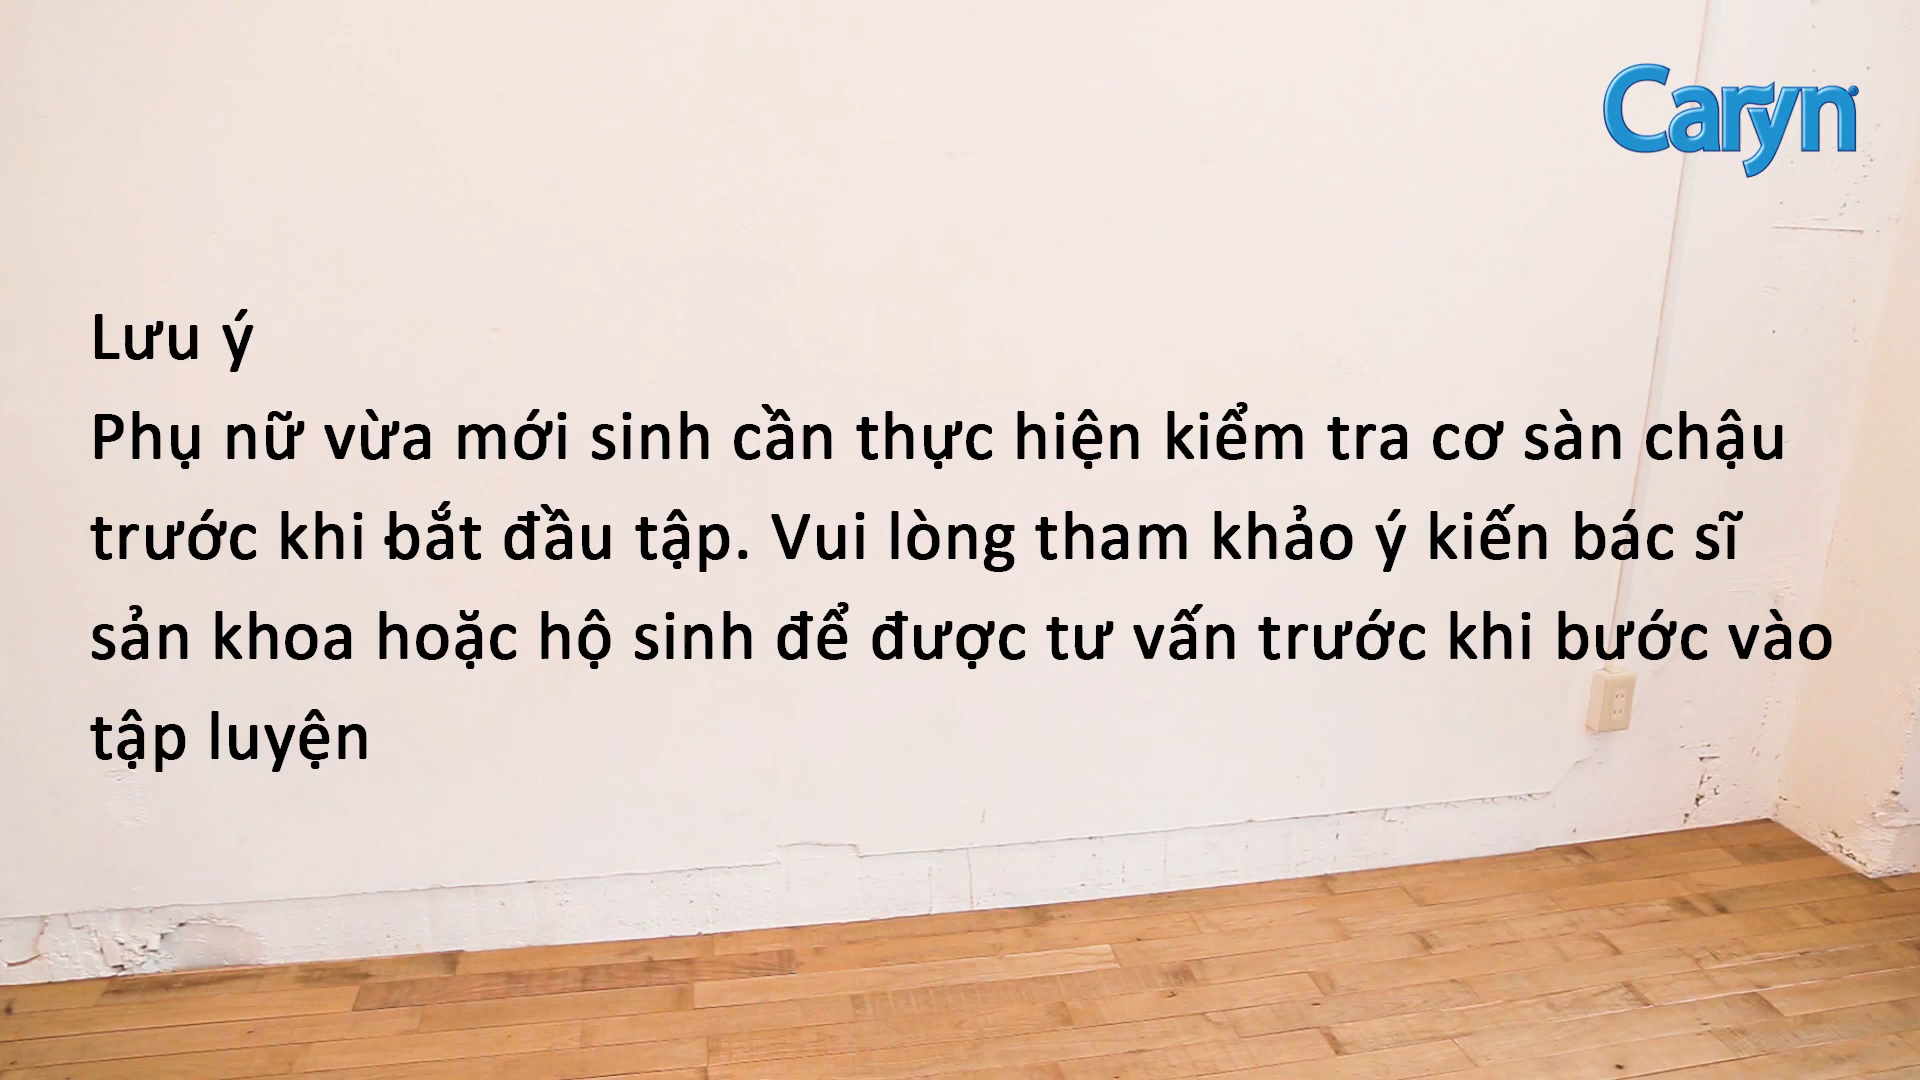 Caryn
Lưu ý
Phụ nữ vừa mới sinh cần thực hiện kiểm tra cơ sàn chậu
trước khi bắt đầu tập. Vui lòng tham khảo ý kiến bác sĩ
sản khoa hoặc hộ sinh để được tư vấn trước khi bước vào
tập luyện